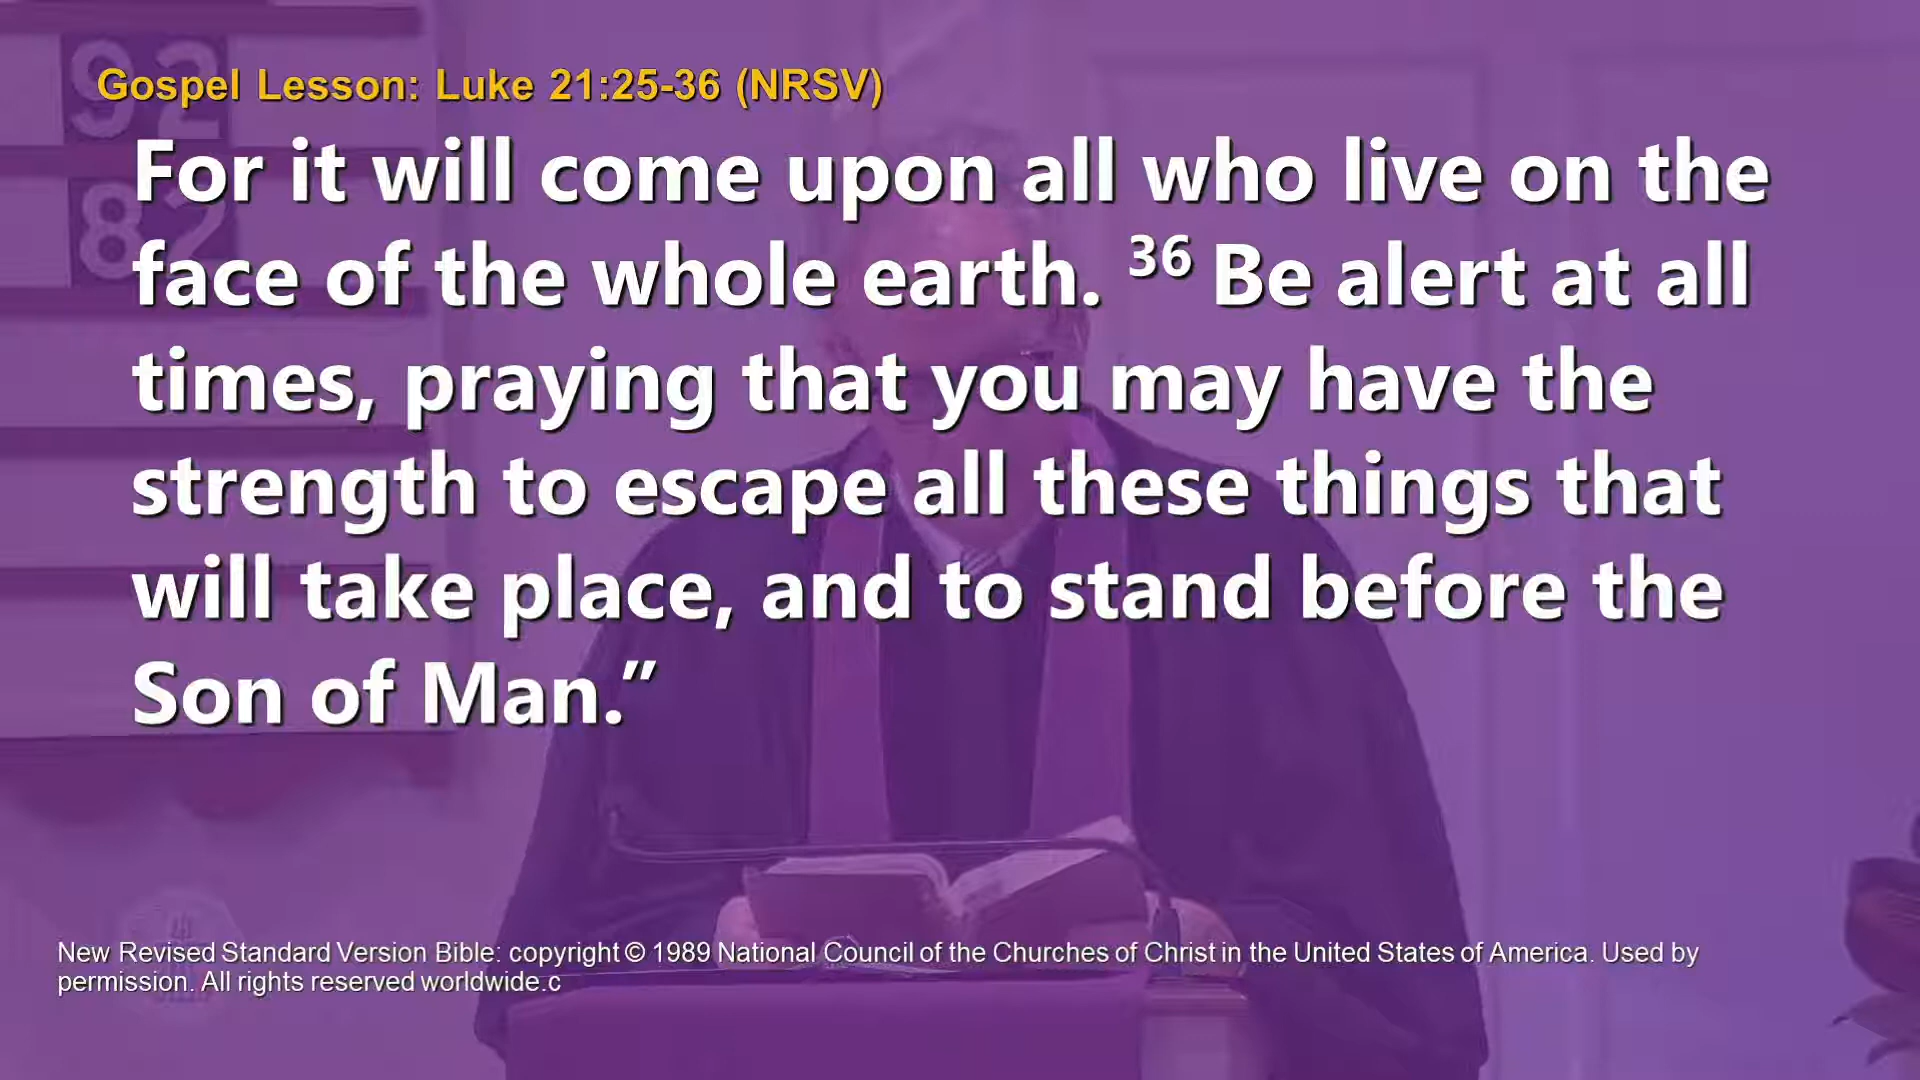 92
Gospel Lesson: Luke 21:25-36 (NRSV)
For it will come upon all who live on the
82
face of the whole earth. 36 Be alert at all
times, praying that you may have the
strength to escape all these things that
will take place, and to stand before the
Son of Man.”
New Revised Standard Version Bible: copyright © 1989 National Council of the Churches of Christ in the United States of America. Used by
permission. All rights reserved worldwide.c